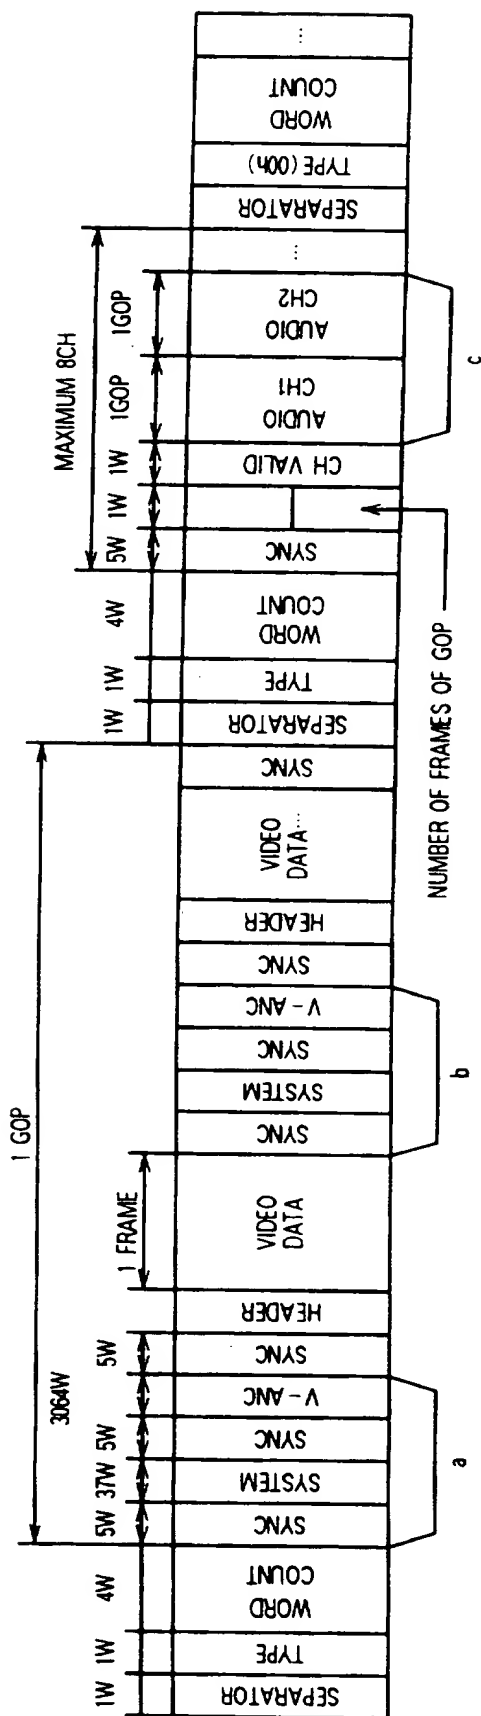 1 GOP
3064W
1W
1W
4W
5W
37W
5W
5W
1 FRAME
1W
1W
4W
MAXIMUM 8CH
5W
1W
1W
1GOP
1GOP
SEPARATOR
TYPE
WORD
COUNT
SYNC
SYSTEM
SYNC
V-ANC
SYNC
HEADER
VIDEO
DATA
SYNC
SYSTEM
SYNC
V-ANC
SYNC
HEADER
VIDEO
DATA...
SYNC
SEPARATOR
TYPE
WORD
COUNT
SYNC
CH VALID
AUDIO
CH1
AUDIO
CH2
...
SEPARATOR
TYPE (00h)
WORD
COUNT
...
a
b
NUMBER OF FRAMES OF GOP
c